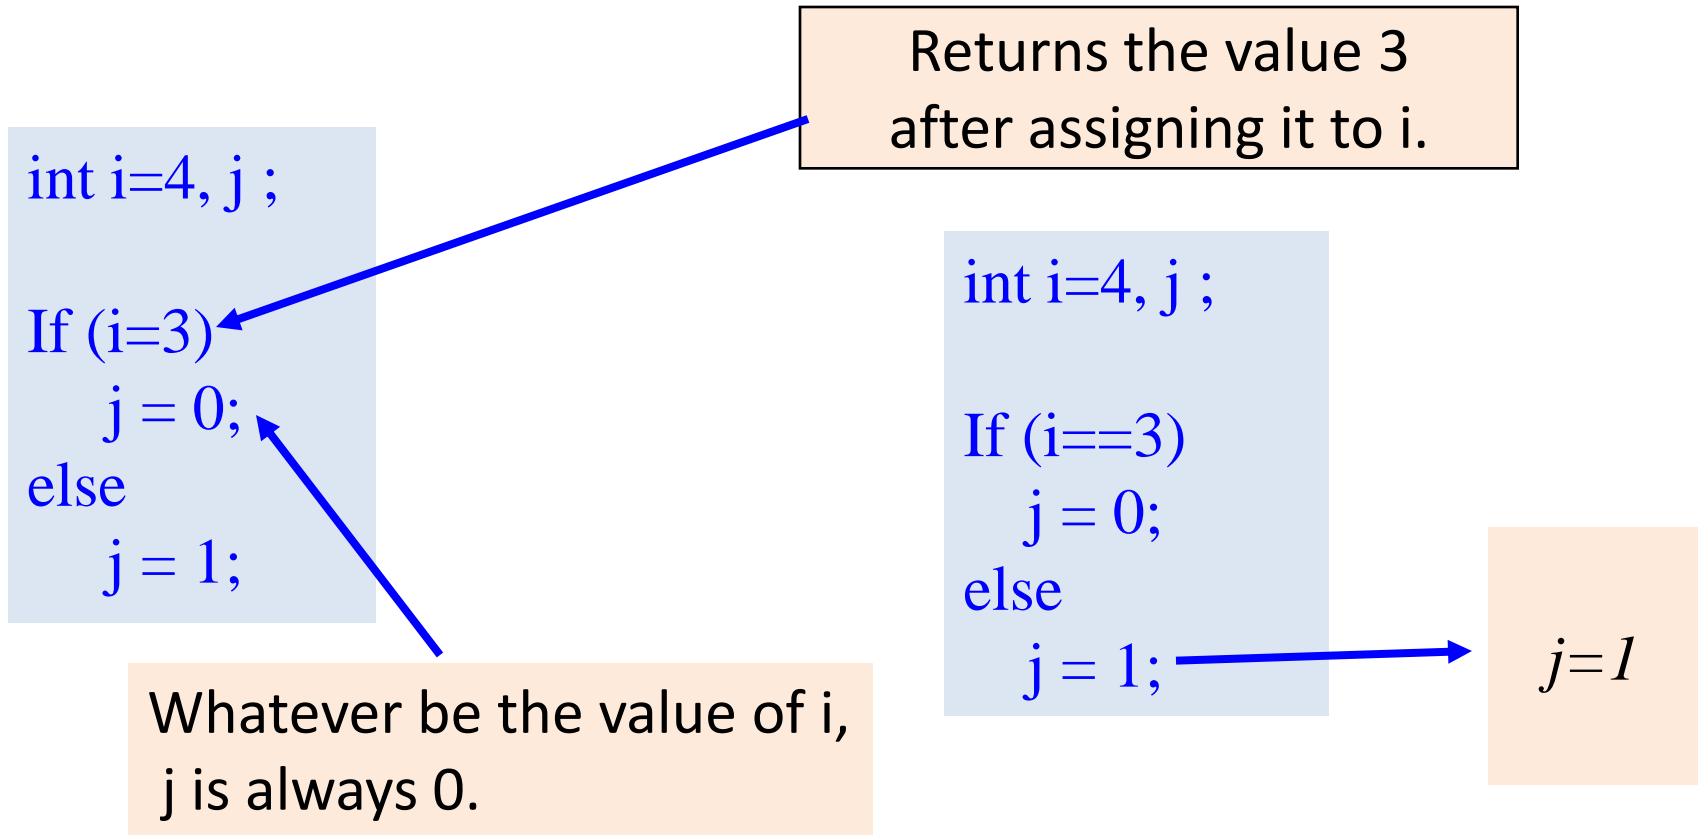 Returns the value 3
after assigning it to i.
int i=4, j ;
If (i=3)
j = 0;
else
j = 1;
Whatever be the value of i,
j is always 0.
int i=4, j ;
If (i==3)
j = 0;
else
j = 1;
j=1